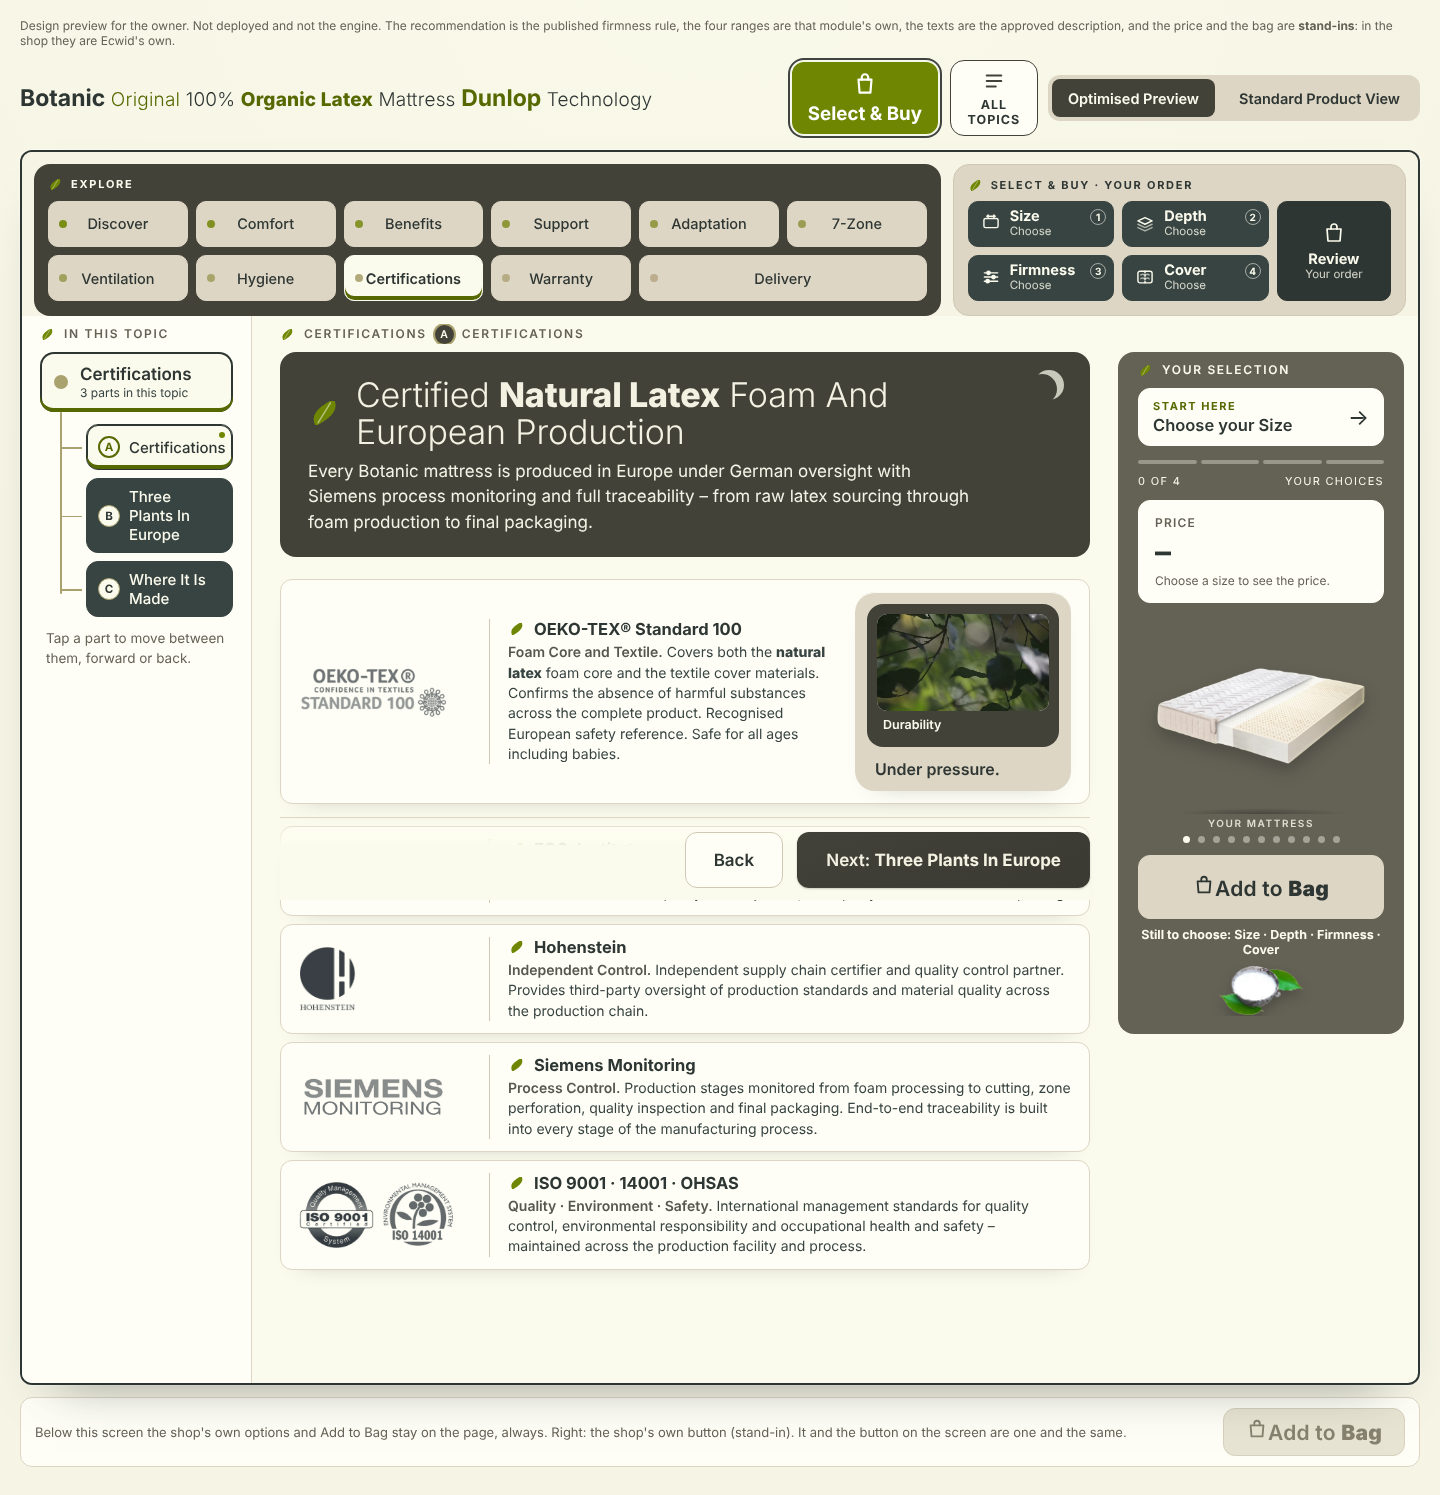 Design preview for the owner. Not deployed and not the engine. The recommendation is the published firmness rule, the four ranges are that module's own, the texts are the approved description, and the price and the bag are stand-ins: in the
shop they are Ecwid's own.
Botanic Original 100% Organic Latex Mattress Dunlop Technology
Select & Buy
ALL
TOPICS
Optimised Preview
Standard Product View
EXPLORE
Discover
Comfort
Benefits
Support
Adaptation
7-Zone
Ventilation
Hygiene
Certifications
Warranty
Delivery
SELECT & BUY · YOUR ORDER
Size
Choose
1
Depth
Choose
2
Firmness
Choose
3
Cover
Choose
4
Review
Your order
IN THIS TOPIC
Certifications
3 parts in this topic
A Certifications
B Three
Plants In
Europe
C Where It Is
Made
Tap a part to move between
them, forward or back.
CERTIFICATIONS A CERTIFICATIONS
Certified Natural Latex Foam And
European Production
Every Botanic mattress is produced in Europe under German oversight with
Siemens process monitoring and full traceability – from raw latex sourcing through
foam production to final packaging.
OEKO-TEX®
CONFIDENCE IN TEXTILES
STANDARD 100
OEKO-TEX® Standard 100
Foam Core and Textile. Covers both the natural
latex foam core and the textile cover materials.
Confirms the absence of harmful substances
across the complete product. Recognised
European safety reference. Safe for all ages
including babies.
Durability
Under pressure.
Back
Next: Three Plants In Europe
HOHENSTEIN
Hohenstein
Independent Control. Independent supply chain certifier and quality control partner.
Provides third-party oversight of production standards and material quality across
the production chain.
SIEMENS
MONITORING
Siemens Monitoring
Process Control. Production stages monitored from foam processing to cutting, zone
perforation, quality inspection and final packaging. End-to-end traceability is built
into every stage of the manufacturing process.
Quality Management
ISO 9001
Certified
System
ENVIRONMENTAL MANAGEMENT SYSTEM
ISO 14001
ISO 9001 · 14001 · OHSAS
Quality · Environment · Safety. International management standards for quality
control, environmental responsibility and occupational health and safety –
maintained across the production facility and process.
YOUR SELECTION
START HERE
Choose your Size
0 OF 4
YOUR CHOICES
PRICE
–
Choose a size to see the price.
YOUR MATTRESS
Add to Bag
Still to choose: Size · Depth · Firmness ·
Cover
Below this screen the shop's own options and Add to Bag stay on the page, always. Right: the shop's own button (stand-in). It and the button on the screen are one and the same.
Add to Bag